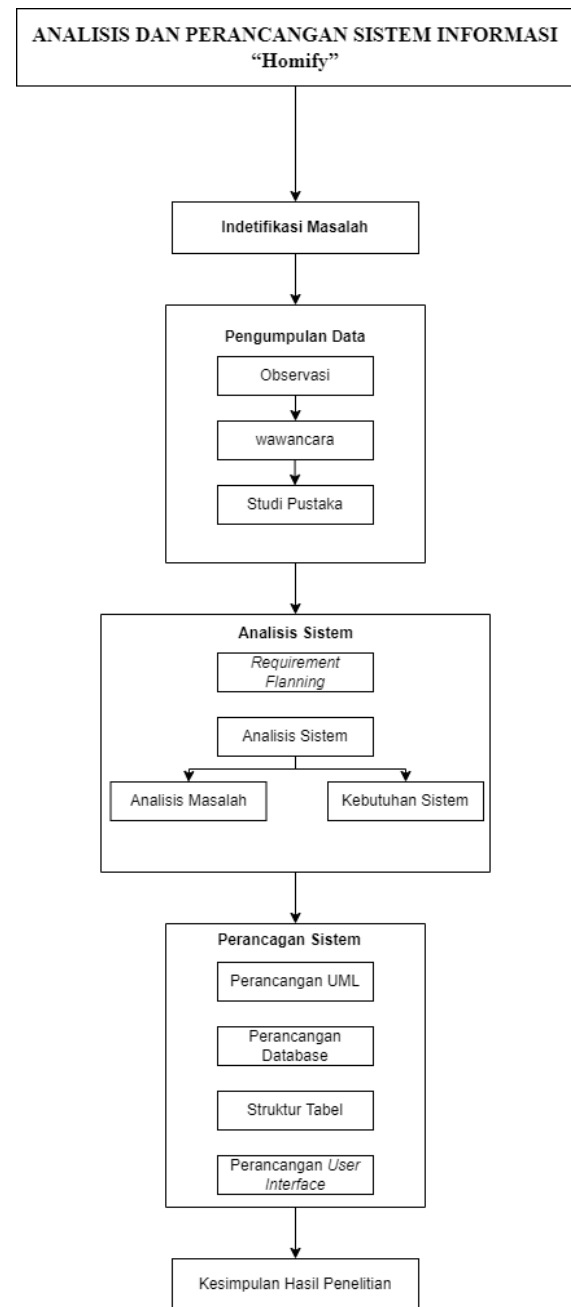 ANALISIS DAN PERANCANGAN SISTEM INFORMASI
“Homify”
Indetifikasi Masalah
Pengumpulan Data
Observasi
wawancara
Studi Pustaka
Analisis Sistem
Requirement
Flanning
Analisis Sistem
Analisis Masalah
Kebutuhan Sistem
Perancagan Sistem
Perancangan UML
Perancangan
Database
Struktur Tabel
Perancangan User
Interface
Kesimpulan Hasil Penelitian